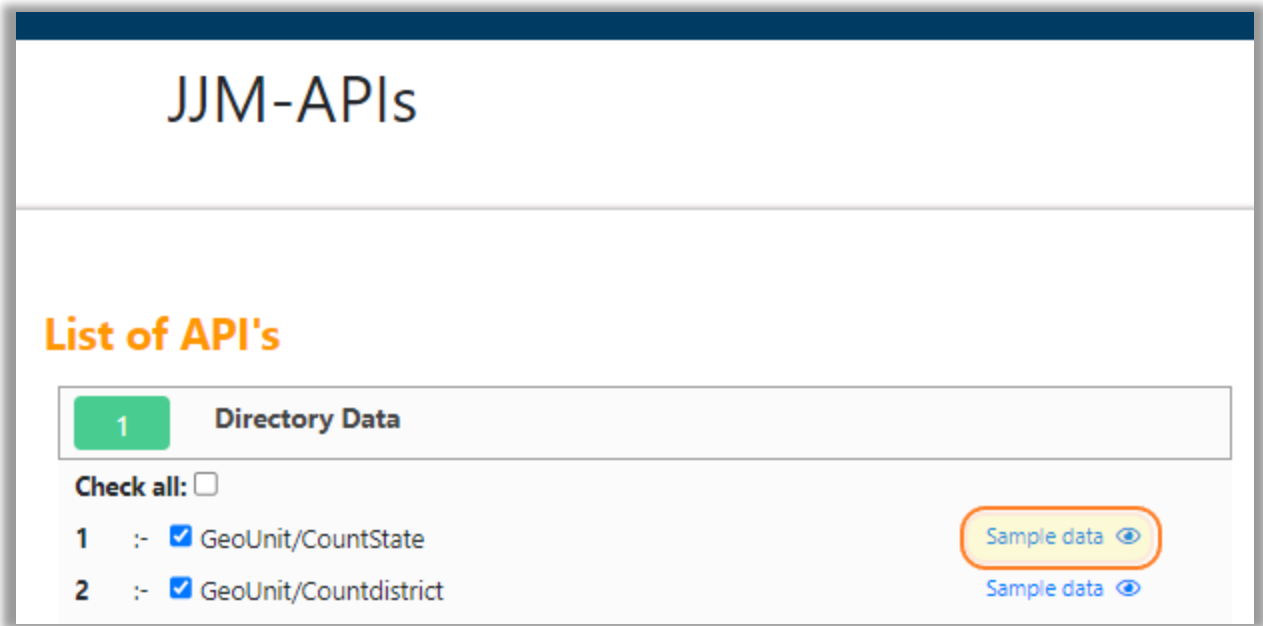 JJM-APIs
List of API's
1 Directory Data
Check all:
1 :- GeoUnit/CountState Sample data
2 :- GeoUnit/Countdistrict Sample data